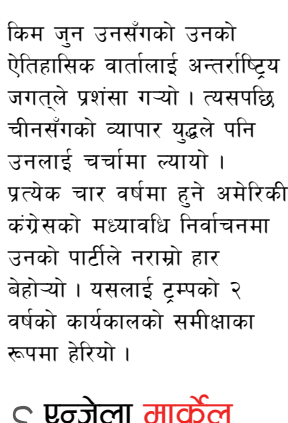 किम जुन उनसँगको उनको
ऐतिहासिक वार्तालाई अन्तर्राष्ट्रिय
जगत्‌ले प्रशंसा गऱ्यो । त्यसपछि
चीनसँगको व्यापार युद्धले पनि
उनलाई चर्चामा ल्यायो ।
प्रत्येक चार वर्षमा हुने अमेरिकी
कंग्रेसको मध्यावधि निर्वाचनमा
उनको पार्टीले नराम्रो हार
बेहोऱ्यो । यसलाई ट्रम्पको २
वर्षको कार्यकालको समीक्षाका
रूपमा हेरियो ।
एन्जेला मार्केल